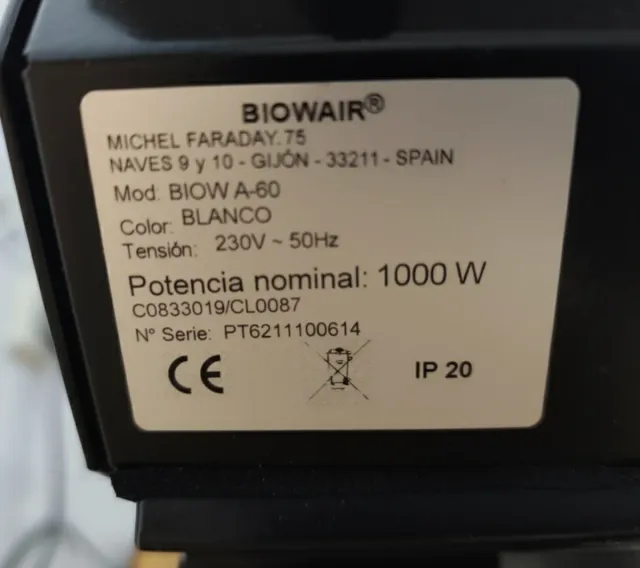 BIOWAIR®
MICHEL FARADAY. 75
NAVES 9 y 10 - GIJÓN - 33211 - SPAIN
Mod: BIOW A-60
Color: BLANCO
Tensión: 230V ~ 50Hz
Potencia nominal: 1000 W
C0833019/CL0087
Nº Serie: PT6211100614
CE IP 20